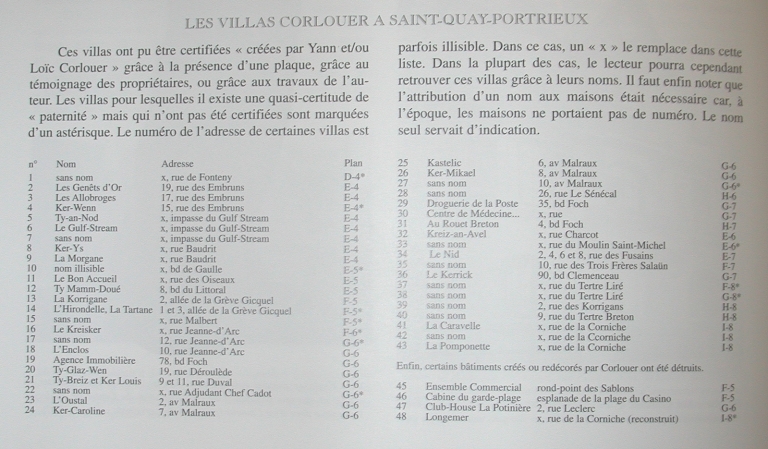 LES VILLAS CORLOUER A SAINT-QUAY-PORTRIEUX
Ces villas ont pu être certifiées « créées par Yann et/ou
Loïc Corlouer » grâce à la présence d'une plaque, grâce au
témoignage des propriétaires, ou grâce aux travaux de l'au-
teur. Les villas pour lesquelles il existe une quasi-certitude de
« paternité » mais qui n'ont pas été certifiées sont marquées
d'un astérisque. Le numéro de l'adresse de certaines villas est
parfois illisible. Dans ce cas, un « x » le remplace dans cette
liste. Dans la plupart des cas, le lecteur pourra cependant
retrouver ces villas grâce à leurs noms. Il faut enfin noter que
l'attribution d'un nom aux maisons était nécessaire car, à
l'époque, les maisons ne portaient pas de numéro. Le nom
seul servait d'indication.
n° Nom Adresse Plan
1 sans nom x, rue de Fonteny D-4*
2 Les Genêts d'Or 19, rue des Embruns E-4
3 Les Allobroges 17, rue des Embruns E-4
4 Ker-Wenn 15, rue des Embruns E-4*
5 Ty-an-Nod x, impasse du Gulf-Stream E-4
6 Le Gulf-Stream x, impasse du Gulf-Stream E-4
7 sans nom x, impasse du Gulf-Stream E-4
8 Ker-Ys x, rue Baudrit E-4
9 La Morgane x, rue Baudrit E-4
10 nom illisible x, bd de Gaulle E-5*
11 Le Bon Accueil x, rue des Oiseaux E-5
12 Ty Mamm-Doué 8, bd du Littoral E-5
13 La Korrigane 2, allée de la Grève Gicquel F-5
14 L'Hirondelle, La Tartane 1 et 3, allée de la Grève Gicquel F-5*
15 sans nom x, rue Malbert F-5*
16 Le Kreisker x, rue Jeanne-d'Arc F-6*
17 sans nom 12, rue Jeanne-d'Arc G-6*
18 L'Enclos 10, rue Jeanne-d'Arc G-6
19 Agence Immobilière 78, bd Foch G-6
20 Ty-Glaz-Wen 19, rue Déroulède G-6
21 Ty-Breiz et Ker Louis 9 et 11, rue Duval G-6
22 sans nom x, rue Adjudant Chef Cadot G-6*
23 L'Oustal 2, av Malraux G-6
24 Ker-Caroline 7, av Malraux G-6
25 Kastelic 6, av Malraux G-6
26 Ker-Mikael 8, av Malraux G-6
27 sans nom 10, av Malraux G-6*
28 sans nom 26, rue Le Sénécal H-6
29 Droguerie de la Poste 35, bd Foch G-7
30 Centre de Médecine... x, rue G-7
31 Au Rouet Breton 4, bd Foch H-7
32 Kreiz-an-Avel x, rue Charcot E-6
33 sans nom x, rue du Moulin Saint-Michel E-6*
34 Le Nid 2, 4, 6 et 8, rue des Fusains E-7
35 sans nom 10, rue des Trois Frères Salaün F-7
36 Le Kerrick 90, bd Clemenceau G-7
37 sans nom x, rue du Tertre Liré F-8*
38 sans nom x, rue du Tertre Liré G-8*
39 sans nom 2, rue des Korrigans H-8
40 sans nom 9, rue Tertre Breton H-8
41 La Caravelle x, rue de la Corniche I-8
42 sans nom x, rue de la Corniche I-8
43 La Pomponette x, rue de la Corniche I-8
Enfin, certains bâtiments créés ou redécorés par Corlouer ont été détruits.
45 Ensemble Commercial rond-point des Sablons F-5
46 Cabine du garde-plage esplanade de la plage du Casino F-5
47 Club-House La Potinière 2, rue Leclerc G-6
48 Longemer x, rue de la Corniche (reconstruit) I-8*